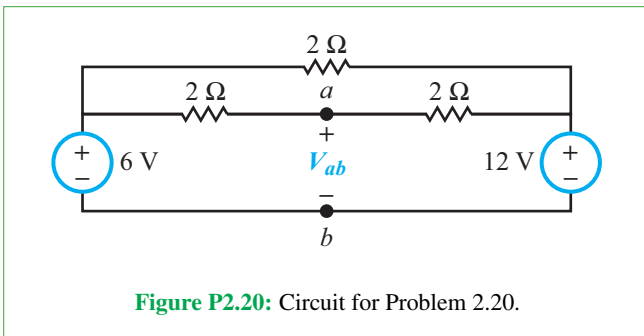 2 Ω
2 Ω a 2 Ω
+
+ 6 V V_ab 12 V +
− − −
b
Figure P2.20: Circuit for Problem 2.20.